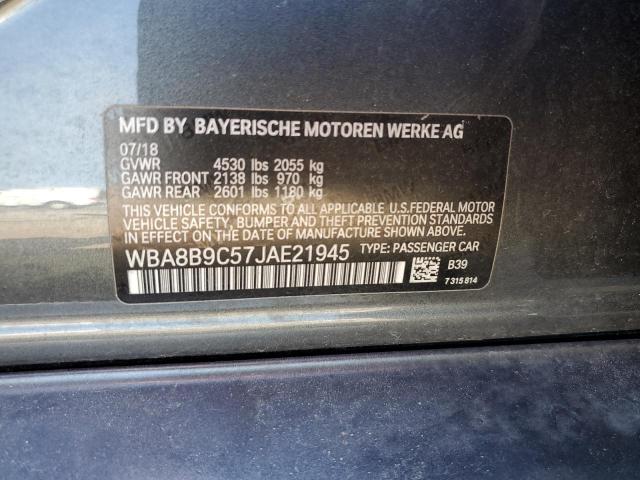 MFD BY BAYERISCHE MOTOREN WERKE AG
07/18
GVWR 4530 lbs 2055 kg
GAWR FRONT 2138 lbs 970 kg
GAWR REAR 2601 lbs 1180 kg
THIS VEHICLE CONFORMS TO ALL APPLICABLE U.S. FEDERAL MOTOR
VEHICLE SAFETY, BUMPER, AND THEFT PREVENTION STANDARDS
IN EFFECT ON THE DATE OF MANUFACTURE SHOWN ABOVE.
WBA8B9C57JAE21945 TYPE: PASSENGER CAR
B39
7 315 814